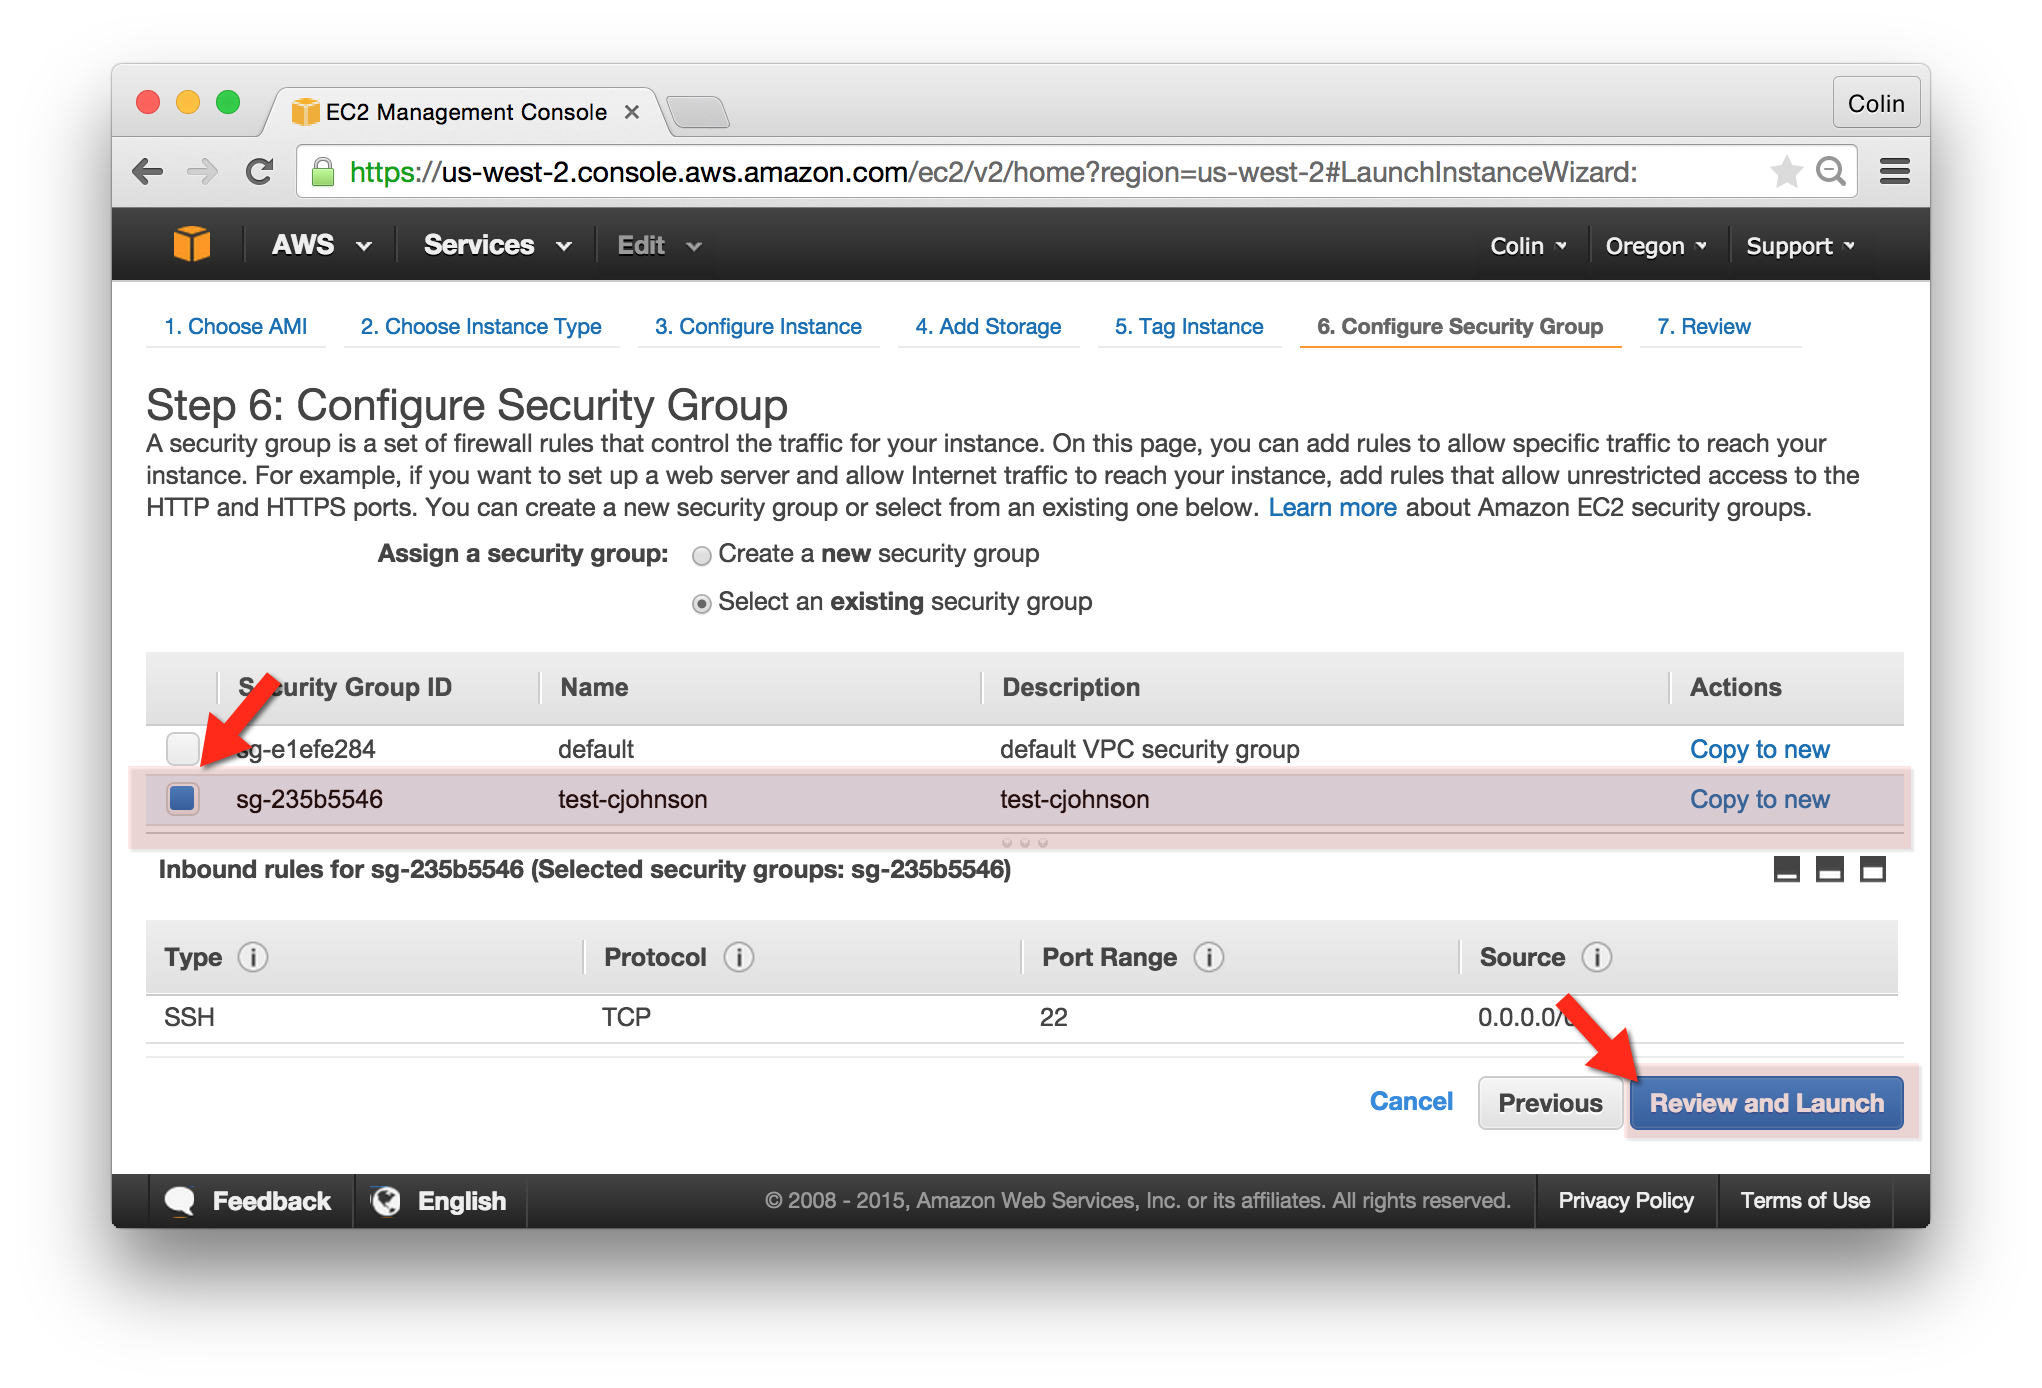 EC2 Management Console
Colin
https://us-west-2.console.aws.amazon.com/ec2/v2/home?region=us-west-2#LaunchInstanceWizard:
AWS Services Edit Colin Oregon Support
1. Choose AMI 2. Choose Instance Type 3. Configure Instance 4. Add Storage 5. Tag Instance 6. Configure Security Group 7. Review
Step 6: Configure Security Group
A security group is a set of firewall rules that control the traffic for your instance. On this page, you can add rules to allow specific traffic to reach your
instance. For example, if you want to set up a web server and allow Internet traffic to reach your instance, add rules that allow unrestricted access to the
HTTP and HTTPS ports. You can create a new security group or select from an existing one below. Learn more about Amazon EC2 security groups.
Assign a security group: Create a new security group
Select an existing security group
Security Group ID Name Description Actions
sg-e1efe284 default default VPC security group Copy to new
sg-235b5546 test-cjohnson test-cjohnson Copy to new
Inbound rules for sg-235b5546 (Selected security groups: sg-235b5546)
Type Protocol Port Range Source
SSH TCP 22 0.0.0.0/0
Cancel Previous Review and Launch
Feedback English © 2008 - 2015, Amazon Web Services, Inc. or its affiliates. All rights reserved. Privacy Policy Terms of Use